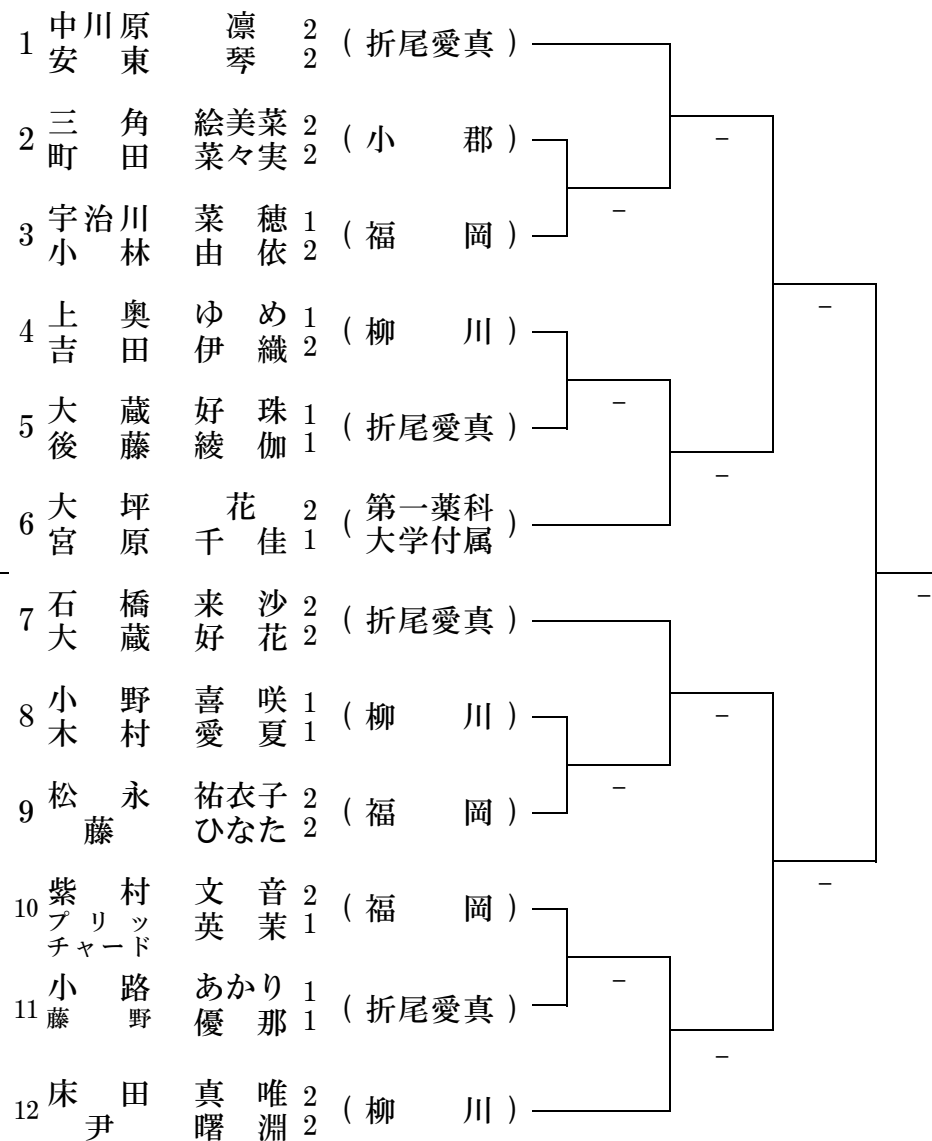 1 中川原 凛 2 (折尾愛真)
安東 琴 2
2 三角 絵美菜 2 (小郡)
町田 菜々実 2
–
–
3 宇治川 菜穂 1 (福岡)
小林 由依 2
4 上奥 ゆめ 1 (柳川)
吉田 伊織 2
–
–
5 大蔵 好珠 1 (折尾愛真)
後藤 綾伽 1
–
6 大坪 花 2 (第一薬科大学付属)
宮原 千佳 1
–
7 石橋 来沙 2 (折尾愛真)
大蔵 好花 2
8 小野 喜咲 1 (柳川)
木村 愛夏 1
–
–
9 松永 祐衣子 2 (福岡)
藤 ひなた 2
–
10 紫村 文音 2 (福岡)
プリッチャード 英茉 1
–
11 小路 あかり 1 (折尾愛真)
藤野 優那 1
–
12 床田 真唯 2 (柳川)
尹 曙淵 2